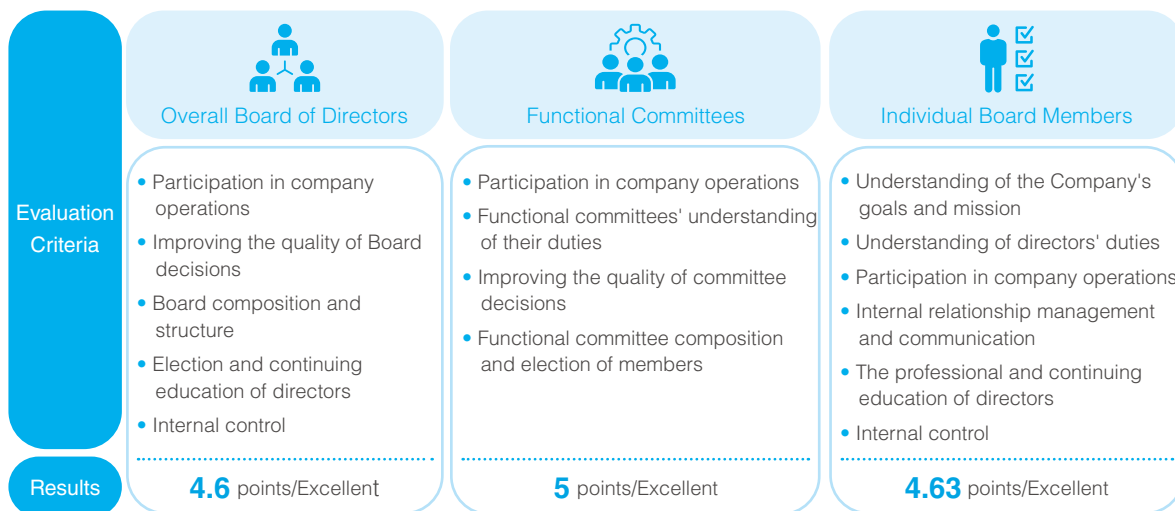 Evaluation
Criteria
Overall Board of Directors
• Participation in company
operations
• Improving the quality of Board
decisions
• Board composition and
structure
• Election and continuing
education of directors
• Internal control
Functional Committees
• Participation in company operations
• Functional committees' understanding
of their duties
• Improving the quality of committee
decisions
• Functional committee composition
and election of members
Individual Board Members
• Understanding of the Company's
goals and mission
• Understanding of directors' duties
• Participation in company operations
• Internal relationship management
and communication
• The professional and continuing
education of directors
• Internal control
Results
4.6 points/Excellent
5 points/Excellent
4.63 points/Excellent